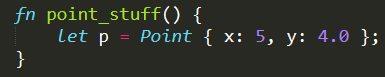 fn point_stuff() {
    let p = Point { x: 5, y: 4.0 };
}